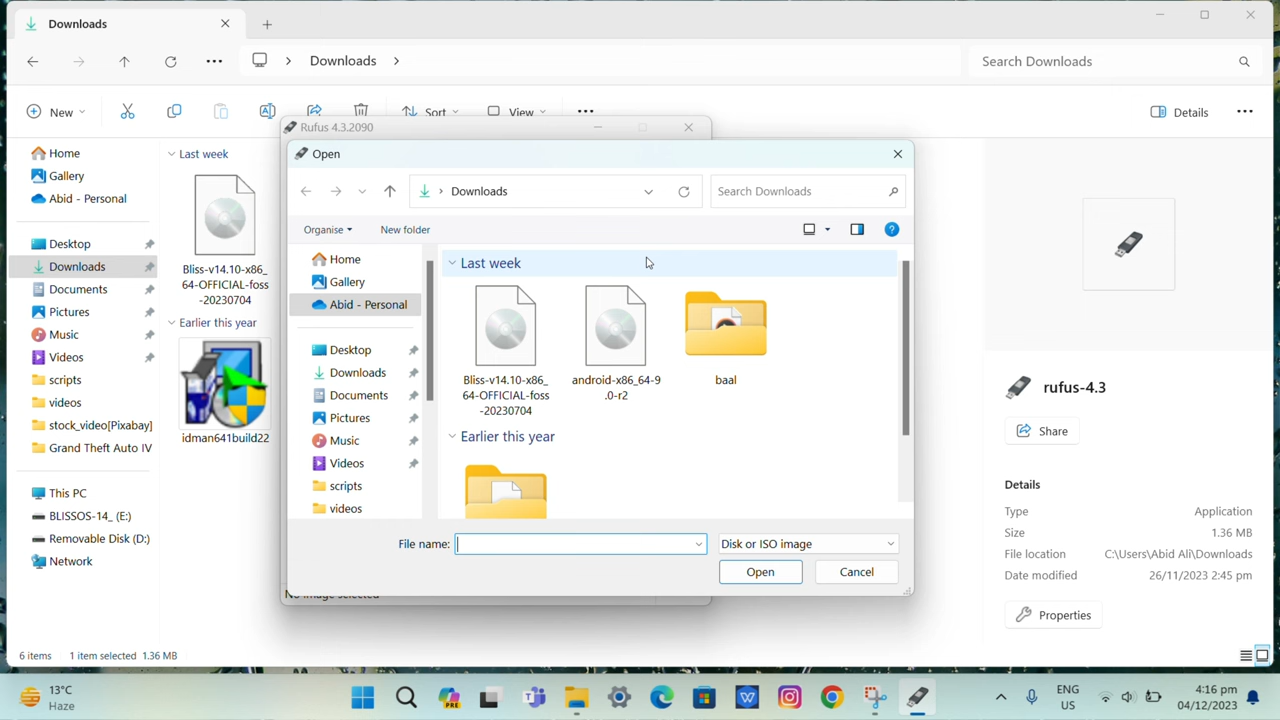 Downloads
Downloads
Search Downloads
New
Sort
View
Details
Home
Gallery
Abid - Personal
Desktop
Downloads
Documents
Pictures
Music
Videos
scripts
videos
stock_video[Pixabay]
Grand Theft Auto IV
This PC
BLISSOS-14_ (E:)
Removable Disk (D:)
Network
Last week
Bliss-v14.10-x86_
64-OFFICIAL-foss
-20230704
Earlier this year
idman641build22
Rufus 4.3.2090
Open
Downloads
Search Downloads
Organise
New folder
Home
Gallery
Abid - Personal
Desktop
Downloads
Documents
Pictures
Music
Videos
scripts
videos
Last week
Bliss-v14.10-x86_
64-OFFICIAL-foss
-20230704
android-x86_64-9
.0-r2
baal
Earlier this year
File name:
Disk or ISO image
Open
Cancel
No image selected
rufus-4.3
Share
Details
Type Application
Size 1.36 MB
File location C:\Users\Abid Ali\Downloads
Date modified 26/11/2023 2:45 pm
Properties
6 items 1 item selected 1.36 MB
13°C
Haze
PRE
ENG
US
4:16 pm
04/12/2023